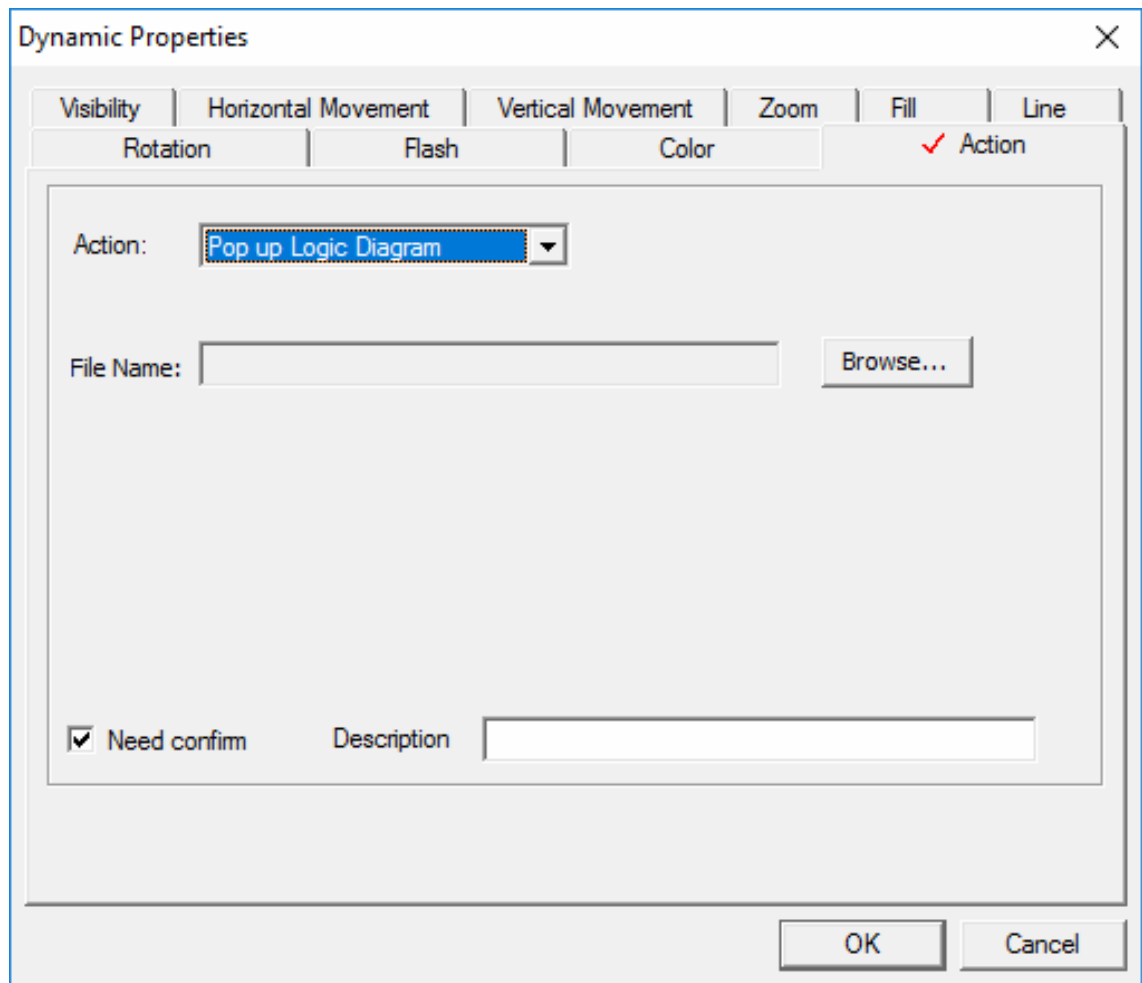 Dynamic Properties
Visibility Horizontal Movement Vertical Movement Zoom Fill Line
Rotation Flash Color Action
Action: Pop up Logic Diagram
File Name: Browse...
Need confirm Description
OK Cancel